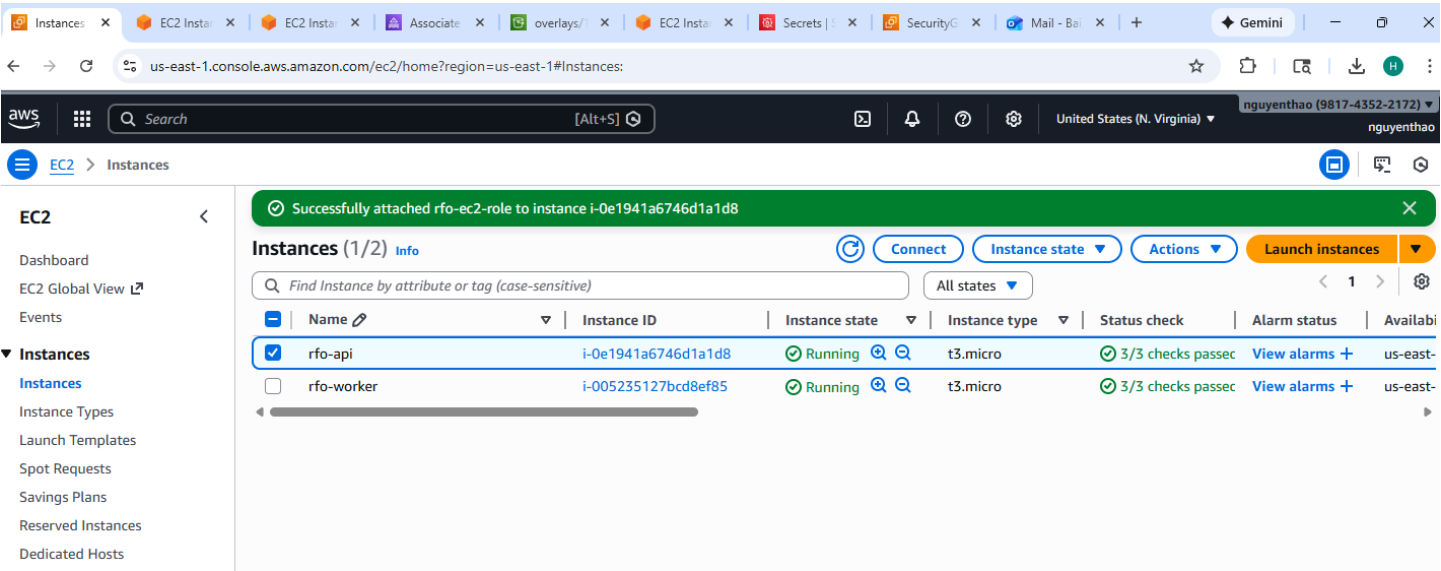 Instances
EC2 Instan
EC2 Instan
Associate
overlays/
EC2 Instan
Secrets | S
SecurityG
Mail - Bai
Gemini
us-east-1.console.aws.amazon.com/ec2/home?region=us-east-1#Instances:
H
aws
Search
[Alt+S]
United States (N. Virginia) ▼
nguyenthao (9817-4352-2172) ▼
nguyenthao
EC2 > Instances
EC2
Dashboard
EC2 Global View
Events
Instances
Instances
Instance Types
Launch Templates
Spot Requests
Savings Plans
Reserved Instances
Dedicated Hosts
Successfully attached rfo-ec2-role to instance i-0e1941a6746d1a1d8
Instances (1/2) Info
Connect
Instance state ▼
Actions ▼
Launch instances
Find Instance by attribute or tag (case-sensitive)
All states ▼
1
Name Instance ID Instance state Instance type Status check Alarm status Availabi
rfo-api i-0e1941a6746d1a1d8 Running t3.micro 3/3 checks passec View alarms + us-east-
rfo-worker i-005235127bcd8ef85 Running t3.micro 3/3 checks passec View alarms + us-east-